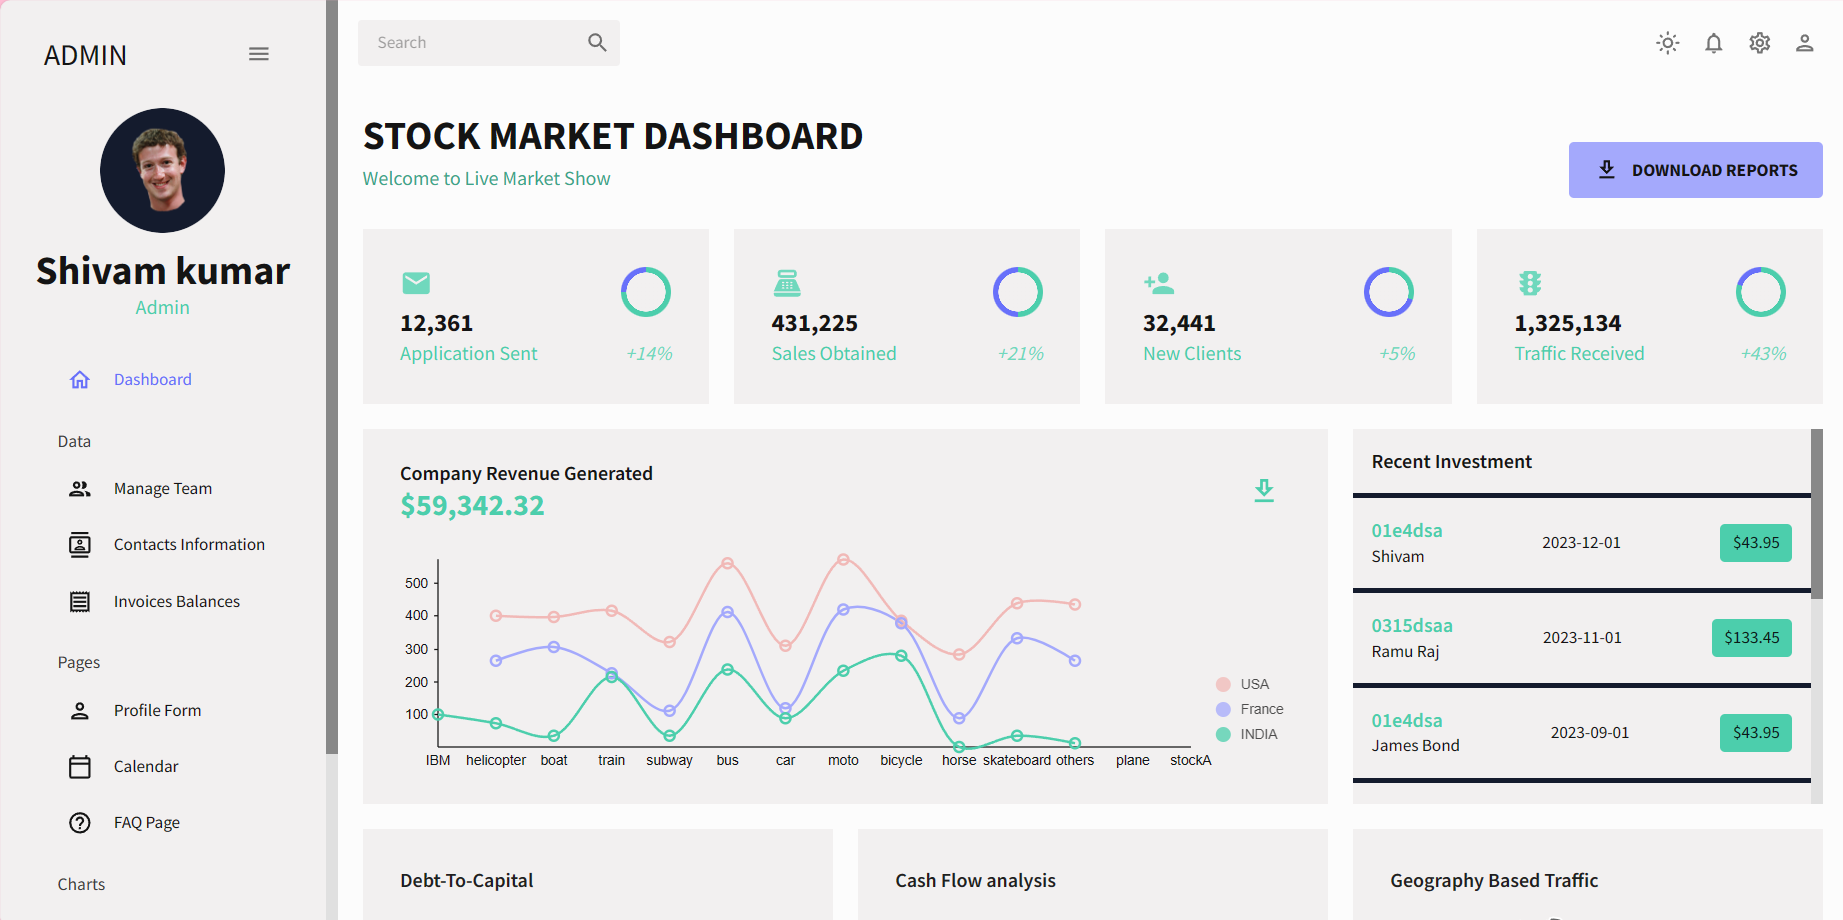 ADMIN
Search
Shivam kumar
Admin
Dashboard
Data
Manage Team
Contacts Information
Invoices Balances
Pages
Profile Form
Calendar
FAQ Page
Charts
STOCK MARKET DASHBOARD
Welcome to Live Market Show
DOWNLOAD REPORTS
12,361
Application Sent
+14%
431,225
Sales Obtained
+21%
32,441
New Clients
+5%
1,325,134
Traffic Received
+43%
Company Revenue Generated
$59,342.32
500
400
300
200
100
IBM helicopter boat train subway bus car moto bicycle horse skateboard others plane stockA
USA
France
INDIA
Recent Investment
01e4dsa
Shivam
2023-12-01
$43.95
0315dsaa
Ramu Raj
2023-11-01
$133.45
01e4dsa
James Bond
2023-09-01
$43.95
Debt-To-Capital
Cash Flow analysis
Geography Based Traffic